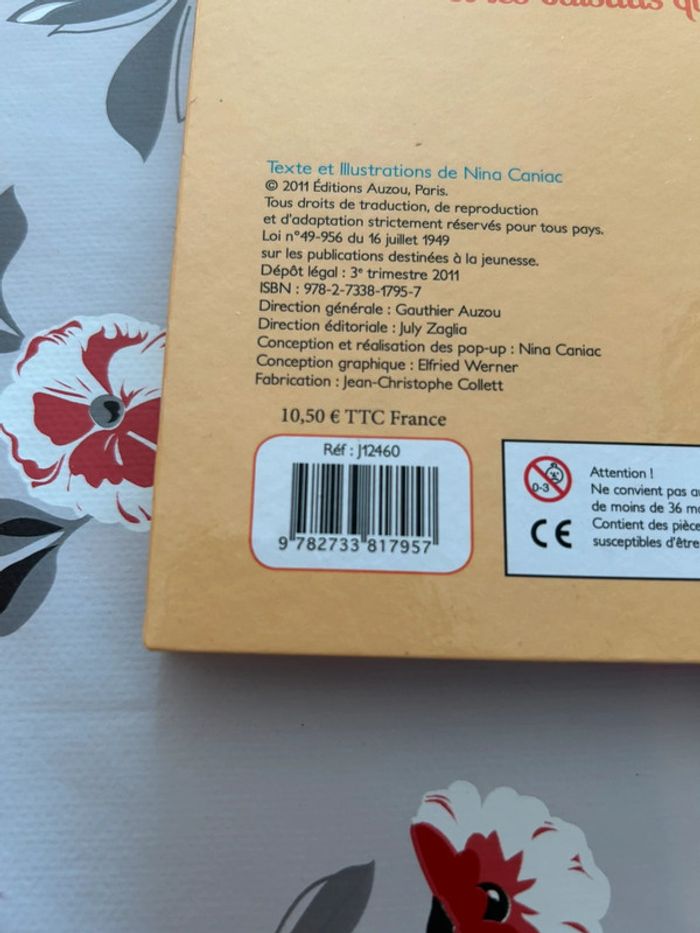 Texte et Illustrations de Nina Caniac
© 2011 Éditions Auzou, Paris.
Tous droits de traduction, de reproduction
et d'adaptation strictement réservés pour tous pays.
Loi n°49-956 du 16 juillet 1949
sur les publications destinées à la jeunesse.
Dépôt légal : 3e trimestre 2011
ISBN : 978-2-7338-1795-7
Direction générale : Gauthier Auzou
Direction éditoriale : July Zaglia
Conception et réalisation des pop-up : Nina Caniac
Conception graphique : Elfried Werner
Fabrication : Jean-Christophe Collett
10,50 € TTC France
Réf : J12460
9 782733 817957
0-3
CE
Attention !
Ne convient pas a
de moins de 36 mo
Contient des pièce
susceptibles d'être